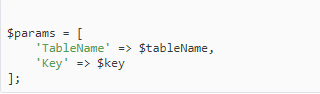 $params = [
    'TableName' => $tableName,
    'Key' => $key
];